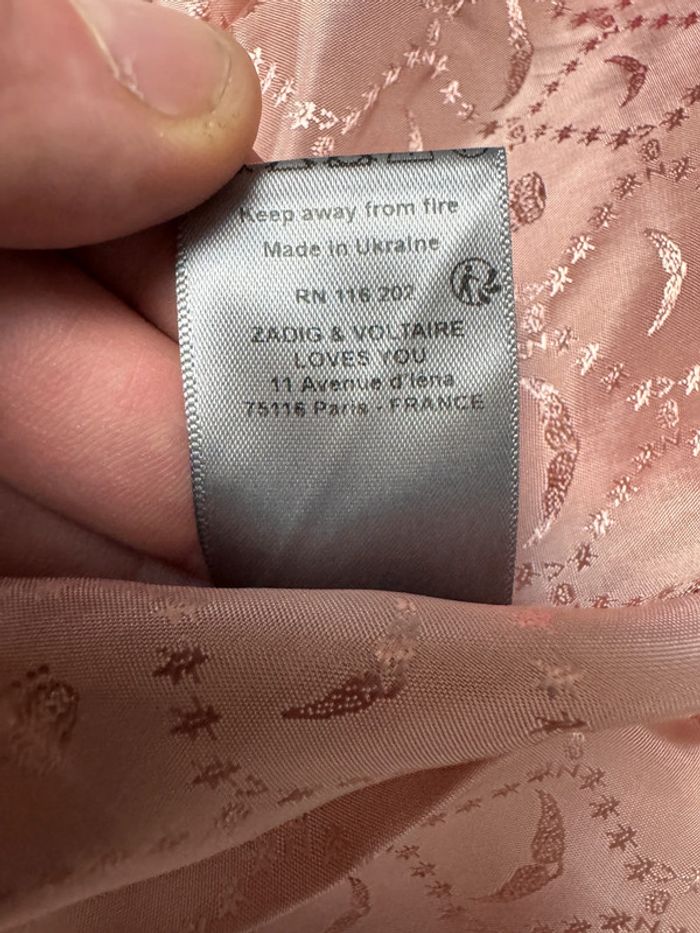 Keep away from fire
Made in Ukraine
RN 116 202
ZADIG & VOLTAIRE
LOVES YOU
11 Avenue d'Iéna
75116 Paris - FRANCE